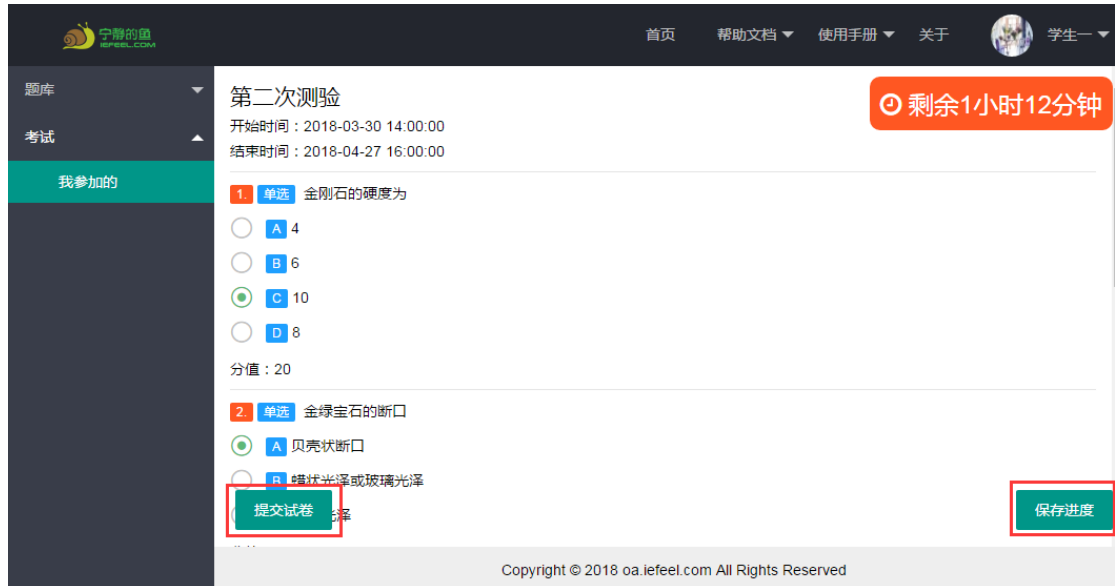 宁静的鱼
IEFEEL.COM
首页 帮助文档 使用手册 关于 学生一
题库
考试
我参加的
第二次测验
剩余1小时12分钟
开始时间：2018-03-30 14:00:00
结束时间：2018-04-27 16:00:00
1. 单选 金刚石的硬度为
A 4
B 6
C 10
D 8
分值：20
2. 单选 金绿宝石的断口
A 贝壳状断口
B 蜡状光泽或玻璃光泽
提交试卷
保存进度
Copyright © 2018 oa.iefeel.com All Rights Reserved